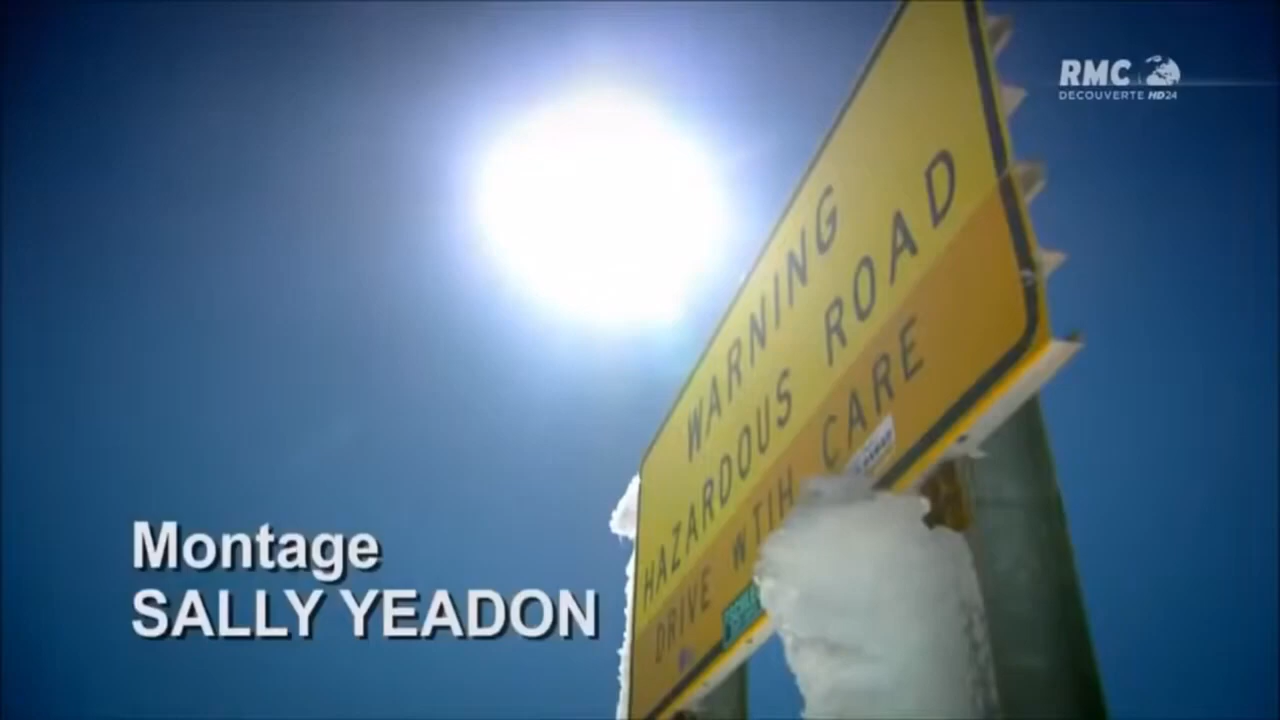 RMC
DECOUVERTE HD24
WARNING
HAZARDOUS ROAD
DRIVE WTIH CARE
Montage
SALLY YEADON